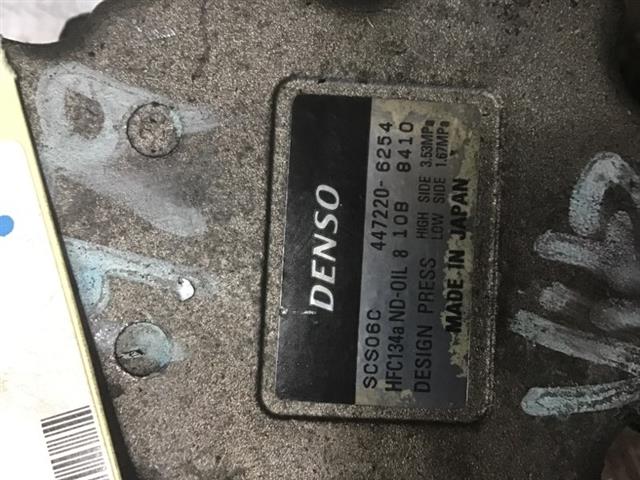 DENSO
SCS06C 447220-6254
HFC134a ND-OIL 8 10B 8410
DESIGN PRESS HIGH SIDE 3.53MPa
LOW SIDE 1.67MPa
MADE IN JAPAN